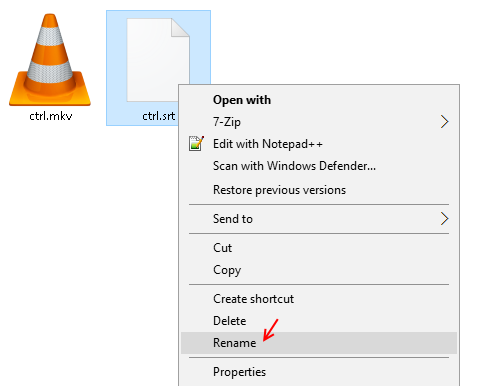 ctrl.mkv
ctrl.srt
Open with
7-Zip
Edit with Notepad++
Scan with Windows Defender...
Restore previous versions
Send to
Cut
Copy
Create shortcut
Delete
Rename
Properties